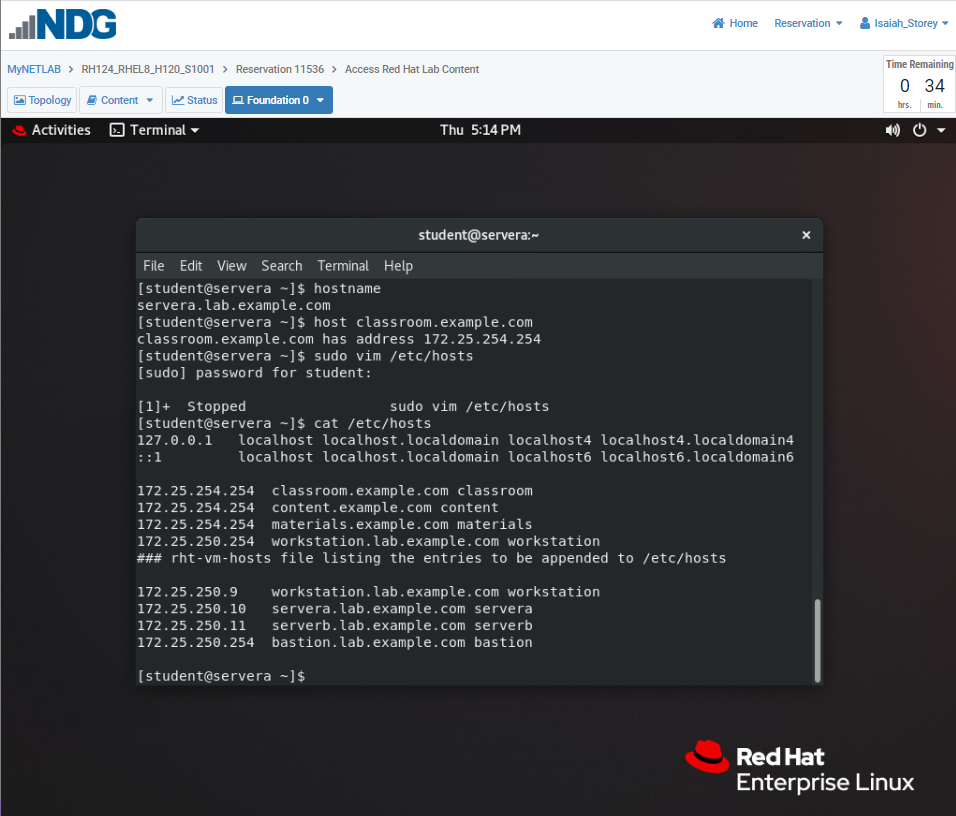 NDG
Home Reservation Isaiah_Storey
MyNETLAB > RH124_RHEL8_H120_S1001 > Reservation 11536 > Access Red Hat Lab Content
Time Remaining
0 34
hrs. min.
Topology Content Status Foundation 0
Activities Terminal Thu 5:14 PM
student@servera:~ ×
File Edit View Search Terminal Help
[student@servera ~]$ hostname
servera.lab.example.com
[student@servera ~]$ host classroom.example.com
classroom.example.com has address 172.25.254.254
[student@servera ~]$ sudo vim /etc/hosts
[sudo] password for student:
[1]+  Stopped                 sudo vim /etc/hosts
[student@servera ~]$ cat /etc/hosts
127.0.0.1   localhost localhost.localdomain localhost4 localhost4.localdomain4
::1         localhost localhost.localdomain localhost6 localhost6.localdomain6
172.25.254.254  classroom.example.com classroom
172.25.254.254  content.example.com content
172.25.254.254  materials.example.com materials
172.25.250.254  workstation.lab.example.com workstation
### rht-vm-hosts file listing the entries to be appended to /etc/hosts
172.25.250.9    workstation.lab.example.com workstation
172.25.250.10   servera.lab.example.com servera
172.25.250.11   serverb.lab.example.com serverb
172.25.250.254  bastion.lab.example.com bastion
[student@servera ~]$
Red Hat
Enterprise Linux